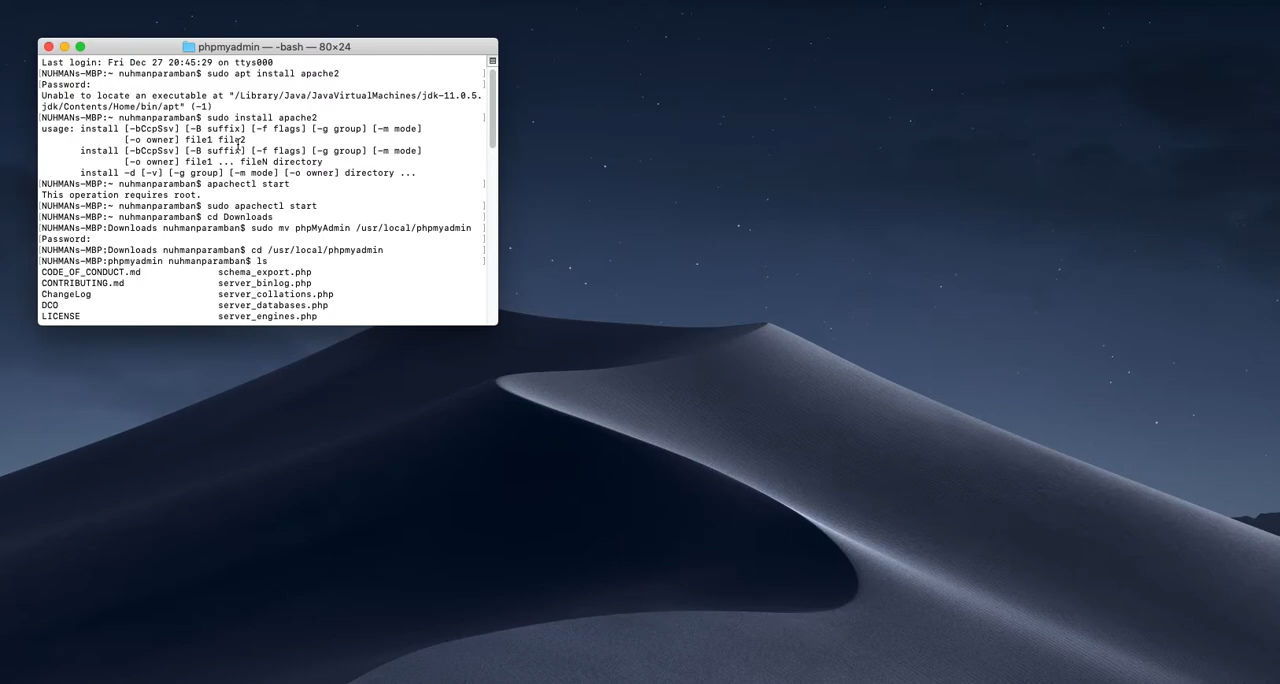 phpmyadmin — -bash — 80×24
Last login: Fri Dec 27 20:45:29 on ttys000
[NUHMANs-MBP:~ nuhmanparamban$ sudo apt install apache2 ]
[Password: ]
Unable to locate an executable at "/Library/Java/JavaVirtualMachines/jdk-11.0.5.
jdk/Contents/Home/bin/apt" (-1)
[NUHMANs-MBP:~ nuhmanparamban$ sudo install apache2 ]
usage: install [-bCcpSsv] [-B suffix] [-f flags] [-g group] [-m mode]
[-o owner] file1 file2
install [-bCcpSsv] [-B suffix] [-f flags] [-g group] [-m mode]
[-o owner] file1 ... fileN directory
install -d [-v] [-g group] [-m mode] [-o owner] directory ...
[NUHMANs-MBP:~ nuhmanparamban$ apachectl start ]
This operation requires root.
[NUHMANs-MBP:~ nuhmanparamban$ sudo apachectl start ]
[NUHMANs-MBP:~ nuhmanparamban$ cd Downloads ]
[NUHMANs-MBP:Downloads nuhmanparamban$ sudo mv phpMyAdmin /usr/local/phpmyadmin ]
[Password: ]
[NUHMANs-MBP:Downloads nuhmanparamban$ cd /usr/local/phpmyadmin ]
[NUHMANs-MBP:phpmyadmin nuhmanparamban$ ls ]
CODE_OF_CONDUCT.md schema_export.php
CONTRIBUTING.md server_binlog.php
ChangeLog server_collations.php
DCO server_databases.php
LICENSE server_engines.php